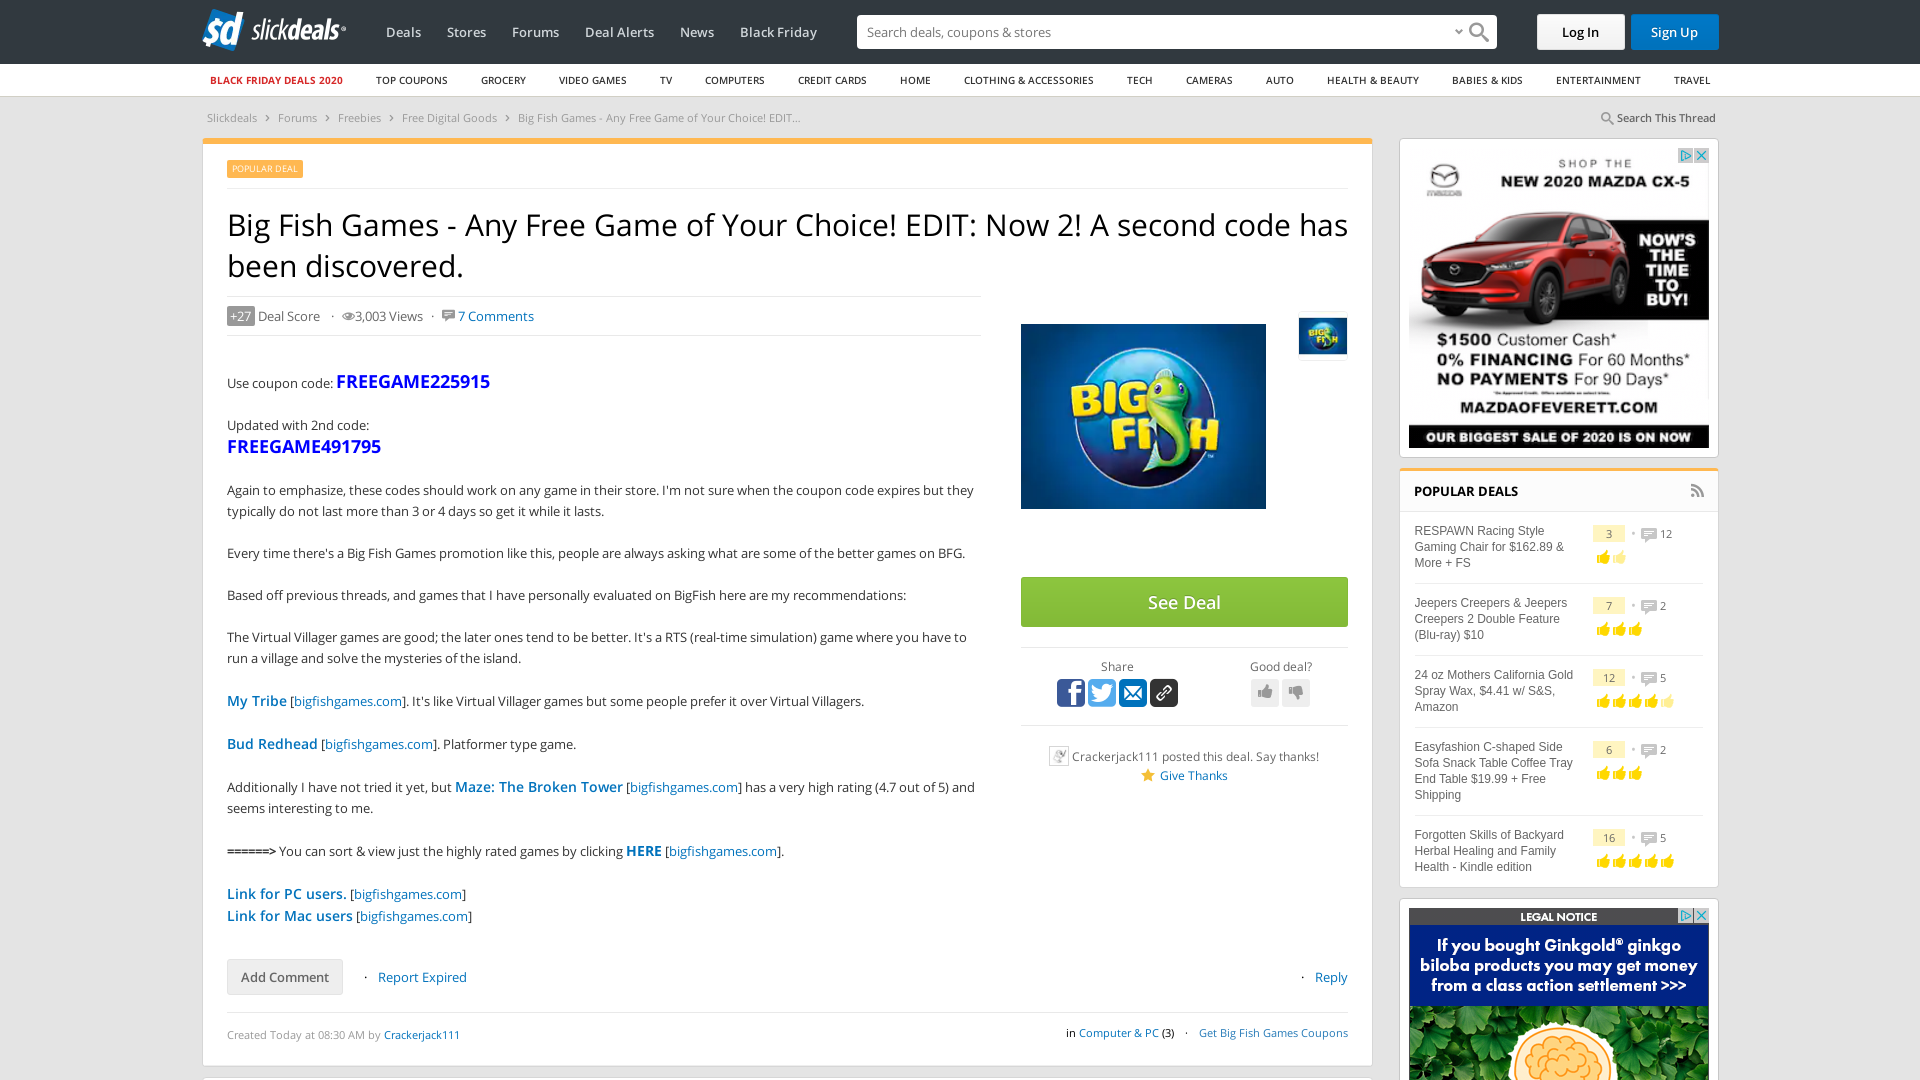 sd slickdeals
Deals
Stores
Forums
Deal Alerts
News
Black Friday
Search deals, coupons & stores
Log In
Sign Up
BLACK FRIDAY DEALS 2020
TOP COUPONS
GROCERY
VIDEO GAMES
TV
COMPUTERS
CREDIT CARDS
HOME
CLOTHING & ACCESSORIES
TECH
CAMERAS
AUTO
HEALTH & BEAUTY
BABIES & KIDS
ENTERTAINMENT
TRAVEL
Slickdeals › Forums › Freebies › Free Digital Goods › Big Fish Games - Any Free Game of Your Choice! EDIT...
Search This Thread
POPULAR DEAL
Big Fish Games - Any Free Game of Your Choice! EDIT: Now 2! A second code has
been discovered.
+27 Deal Score · 3,003 Views · 7 Comments
Use coupon code: FREEGAME225915
Updated with 2nd code:
FREEGAME491795
Again to emphasize, these codes should work on any game in their store. I'm not sure when the coupon code expires but they
typically do not last more than 3 or 4 days so get it while it lasts.
Every time there's a Big Fish Games promotion like this, people are always asking what are some of the better games on BFG.
Based off previous threads, and games that I have personally evaluated on BigFish here are my recommendations:
The Virtual Villager games are good; the later ones tend to be better. It's a RTS (real-time simulation) game where you have to
run a village and solve the mysteries of the island.
My Tribe [bigfishgames.com]. It's like Virtual Villager games but some people prefer it over Virtual Villagers.
Bud Redhead [bigfishgames.com]. Platformer type game.
Additionally I have not tried it yet, but Maze: The Broken Tower [bigfishgames.com] has a very high rating (4.7 out of 5) and
seems interesting to me.
======> You can sort & view just the highly rated games by clicking HERE [bigfishgames.com].
Link for PC users. [bigfishgames.com]
Link for Mac users [bigfishgames.com]
Add Comment · Report Expired
· Reply
Created Today at 08:30 AM by Crackerjack111
in Computer & PC (3) · Get Big Fish Games Coupons
BIG
FISH
BIG
FISH
See Deal
Share
Good deal?
Crackerjack111 posted this deal. Say thanks!
Give Thanks
mazda
SHOP THE
NEW 2020 MAZDA CX-5
NOW'S
THE
TIME
TO
BUY!
$1500 Customer Cash*
0% FINANCING For 60 Months*
NO PAYMENTS For 90 Days*
MAZDAOFEVERETT.COM
OUR BIGGEST SALE OF 2020 IS ON NOW
POPULAR DEALS
RESPAWN Racing Style
Gaming Chair for $162.89 &
More + FS
3 · 12
Jeepers Creepers & Jeepers
Creepers 2 Double Feature
(Blu-ray) $10
7 · 2
24 oz Mothers California Gold
Spray Wax, $4.41 w/ S&S,
Amazon
12 · 5
Easyfashion C-shaped Side
Sofa Snack Table Coffee Tray
End Table $19.99 + Free
Shipping
6 · 2
Forgotten Skills of Backyard
Herbal Healing and Family
Health - Kindle edition
16 · 5
LEGAL NOTICE
If you bought Ginkgold® ginkgo
biloba products you may get money
from a class action settlement >>>